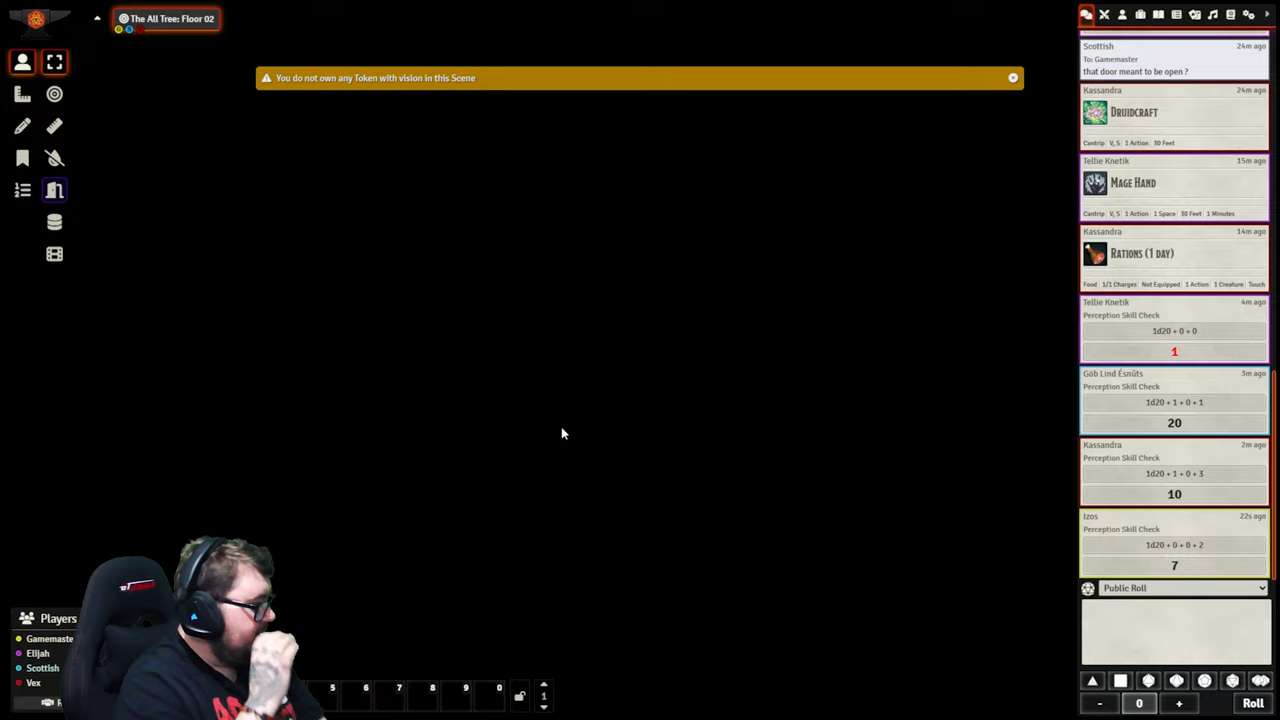 The All Tree: Floor 02
G S
You do not own any Token with vision in this Scene
Scottish 24m ago
To: Gamemaster
that door meant to be open ?
Kassandra 24m ago
Druidcraft
Cantrip V, S 1 Action 30 Feet
Tellie Knetik 15m ago
Mage Hand
Cantrip V, S 1 Action 1 Space 30 Feet 1 Minutes
Kassandra 14m ago
Rations (1 day)
Food 1/1 Charges Not Equipped 1 Action 1 Creature Touch
Tellie Knetik 4m ago
Perception Skill Check
1d20 + 0 + 0
1
Göb Lind Ésnûts 3m ago
Perception Skill Check
1d20 + 1 + 0 + 1
20
Kassandra 2m ago
Perception Skill Check
1d20 + 1 + 0 + 3
10
Izos 22s ago
Perception Skill Check
1d20 + 0 + 0 + 2
7
Public Roll
- 0 + Roll
Players
Gamemaste
Elijah
Scottish
Vex
5 6 7 8 9 0
1